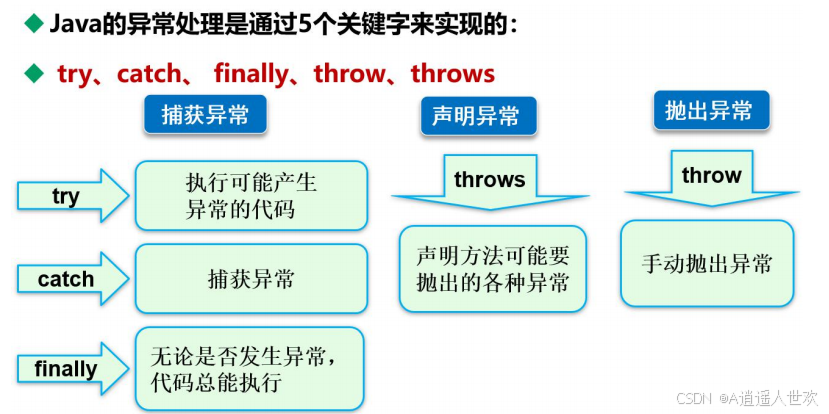 Java的异常处理是通过5个关键字来实现的：
try、catch、 finally、throw、throws
捕获异常
try
执行可能产生
异常的代码
catch
捕获异常
finally
无论是否发生异常，
代码总能执行
声明异常
throws
声明方法可能要
抛出的各种异常
抛出异常
throw
手动抛出异常
CSDN @A逍遥人世欢